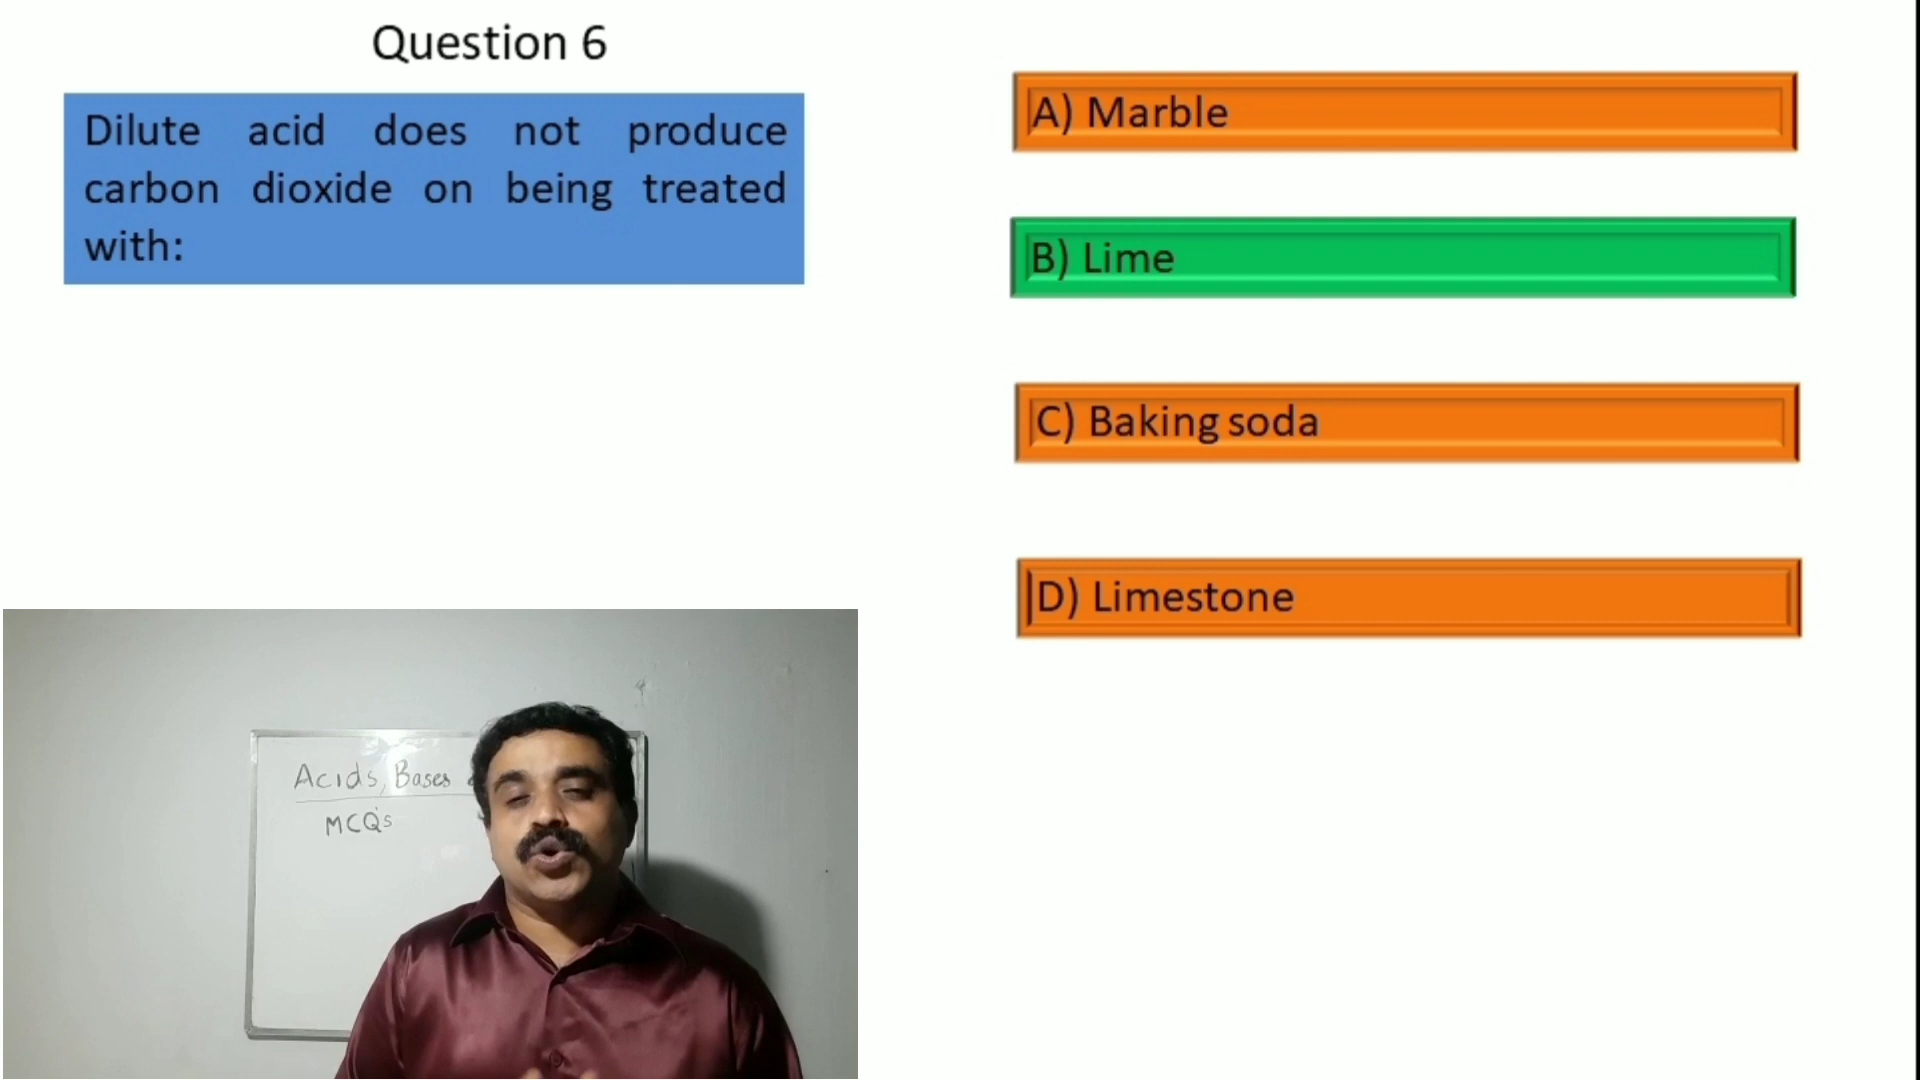 Question 6
Dilute acid does not produce
carbon dioxide on being treated
with:
A) Marble
B) Lime
C) Baking soda
D) Limestone
Acids, Bases
MCQ's